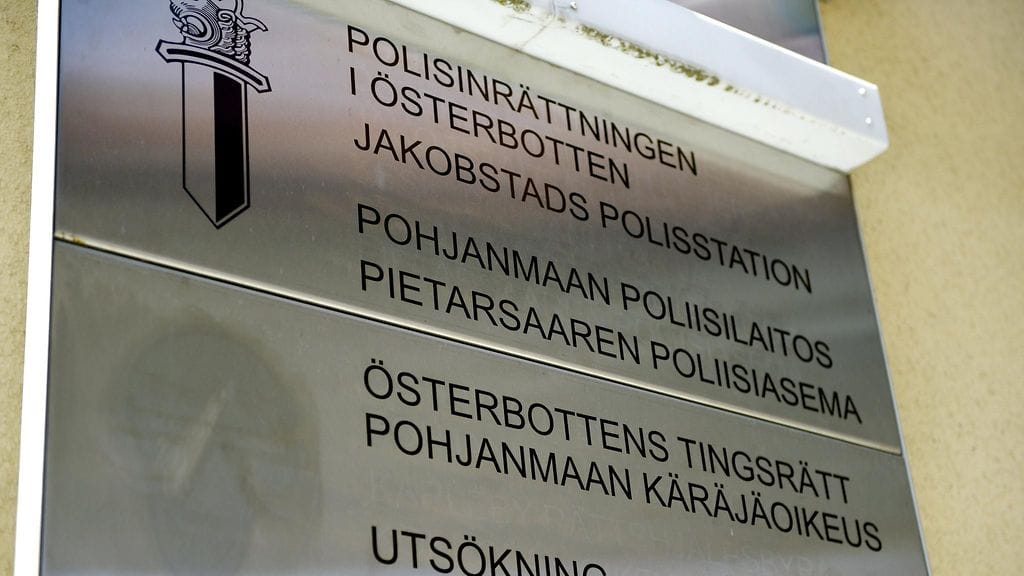 POLISINRÄTTNINGEN
I ÖSTERBOTTEN
JAKOBSTADS POLISSTATION
POHJANMAAN POLIISILAITOS
PIETARSAAREN POLIISIASEMA
ÖSTERBOTTENS TINGSRÄTT
POHJANMAAN KÄRÄJÄOIKEUS